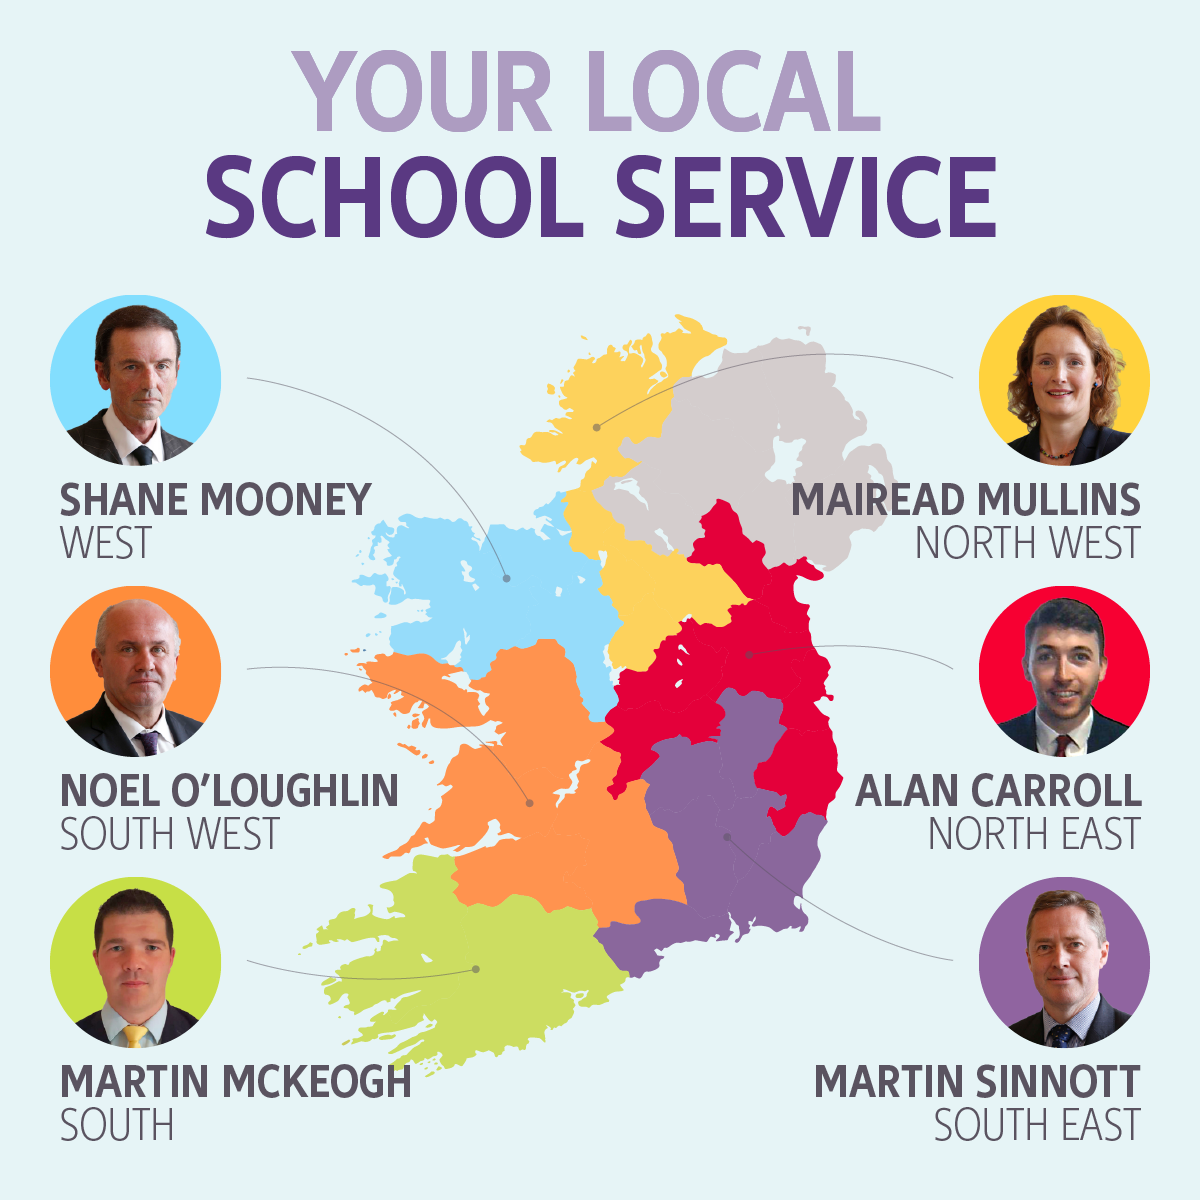 YOUR LOCAL
SCHOOL SERVICE
SHANE MOONEY
WEST
MAIREAD MULLINS
NORTH WEST
NOEL O’LOUGHLIN
SOUTH WEST
ALAN CARROLL
NORTH EAST
MARTIN MCKEOGH
SOUTH
MARTIN SINNOTT
SOUTH EAST